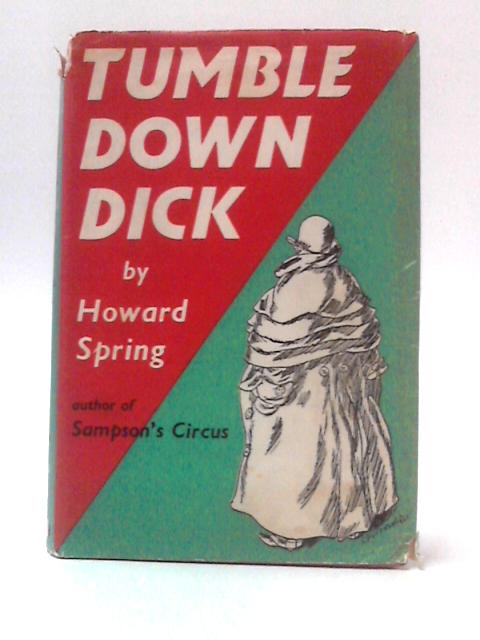 TUMBLE
DOWN
DICK
by
Howard
Spring
author of
Sampson's Circus